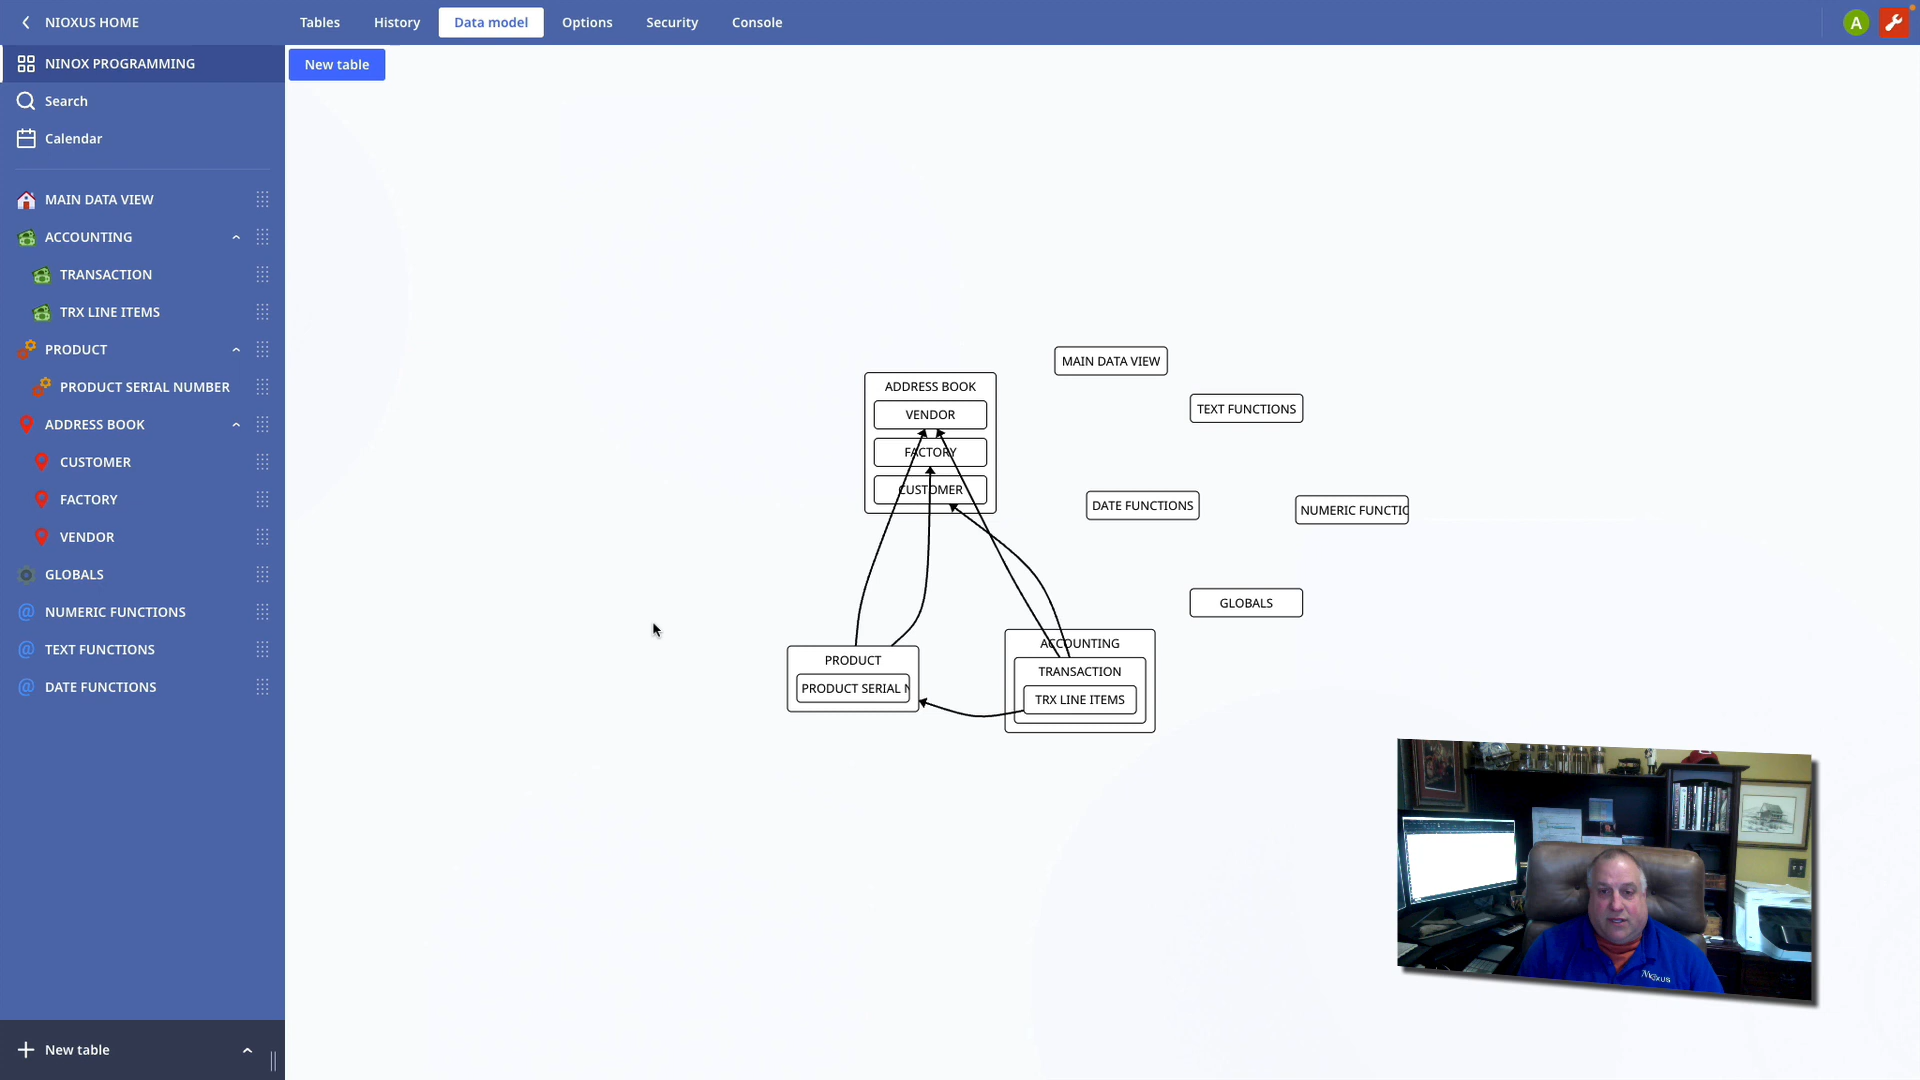 NIOXUS HOME
Tables
History
Data model
Options
Security
Console
A
NINOX PROGRAMMING
New table
Search
Calendar
MAIN DATA VIEW
ACCOUNTING
TRANSACTION
TRX LINE ITEMS
PRODUCT
PRODUCT SERIAL NUMBER
ADDRESS BOOK
CUSTOMER
FACTORY
VENDOR
GLOBALS
@ NUMERIC FUNCTIONS
@ TEXT FUNCTIONS
@ DATE FUNCTIONS
New table
MAIN DATA VIEW
ADDRESS BOOK
VENDOR
FACTORY
CUSTOMER
TEXT FUNCTIONS
DATE FUNCTIONS
NUMERIC FUNCTIO
GLOBALS
PRODUCT
PRODUCT SERIAL N
ACCOUNTING
TRANSACTION
TRX LINE ITEMS
NIOXUS